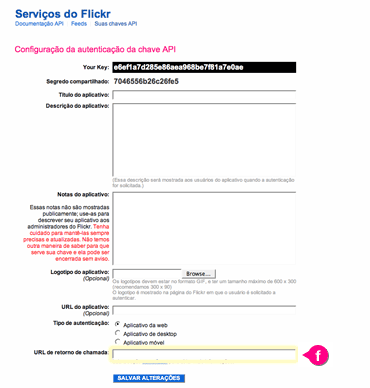 Serviços do Flickr
Documentação API Feeds Suas chaves API
Configuração da autenticação da chave API
Your Key: e6ef1a7d285e86aea968be7f81a7e0ae
Segredo compartilhado: 7046556b26c26fe5
Título do aplicativo:
Descrição do aplicativo:
(Essa descrição será mostrada aos usuários do aplicativo quando a autenticação
for solicitada.)
Notas do aplicativo:
Essas notas não são mostradas
publicamente; use-as para
descrever seu aplicativo aos
administradores do Flickr. Tenha
cuidado para mantê-las sempre
precisas e atualizadas. Não temos
outra maneira de saber para que
serve sua chave e ela pode ser
encerrada sem aviso.
Logotipo do aplicativo: Browse...
(Opcional)
Os logotipos devem estar no formato GIF, e ter um tamanho máximo de 600 x 300
(recomendamos 300 x 90)
O logotipo é mostrado na página do Flickr em que o usuário é solicitado a
autenticar.
URL do aplicativo:
(Opcional)
Tipo de autenticação: Aplicativo da web
Aplicativo de desktop
Aplicativo móvel
URL de retorno de chamada: f
SALVAR ALTERAÇÕES